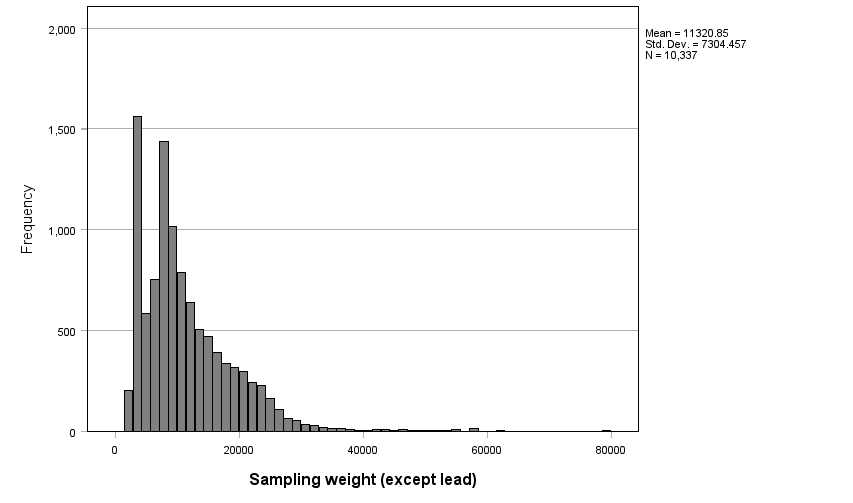 Mean = 11320.85
Std. Dev. = 7304.457
N = 10,337
2,000
1,500
1,000
500
0
Frequency
0 20000 40000 60000 80000
Sampling weight (except lead)